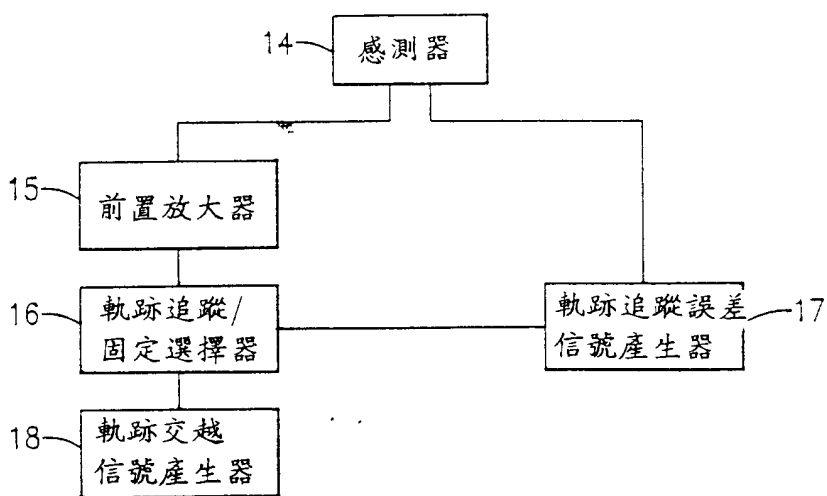 14
感測器
15
前置放大器
16
軌跡追蹤/
固定選擇器
軌跡追蹤誤差
信號產生器
17
18
軌跡交越
信號產生器